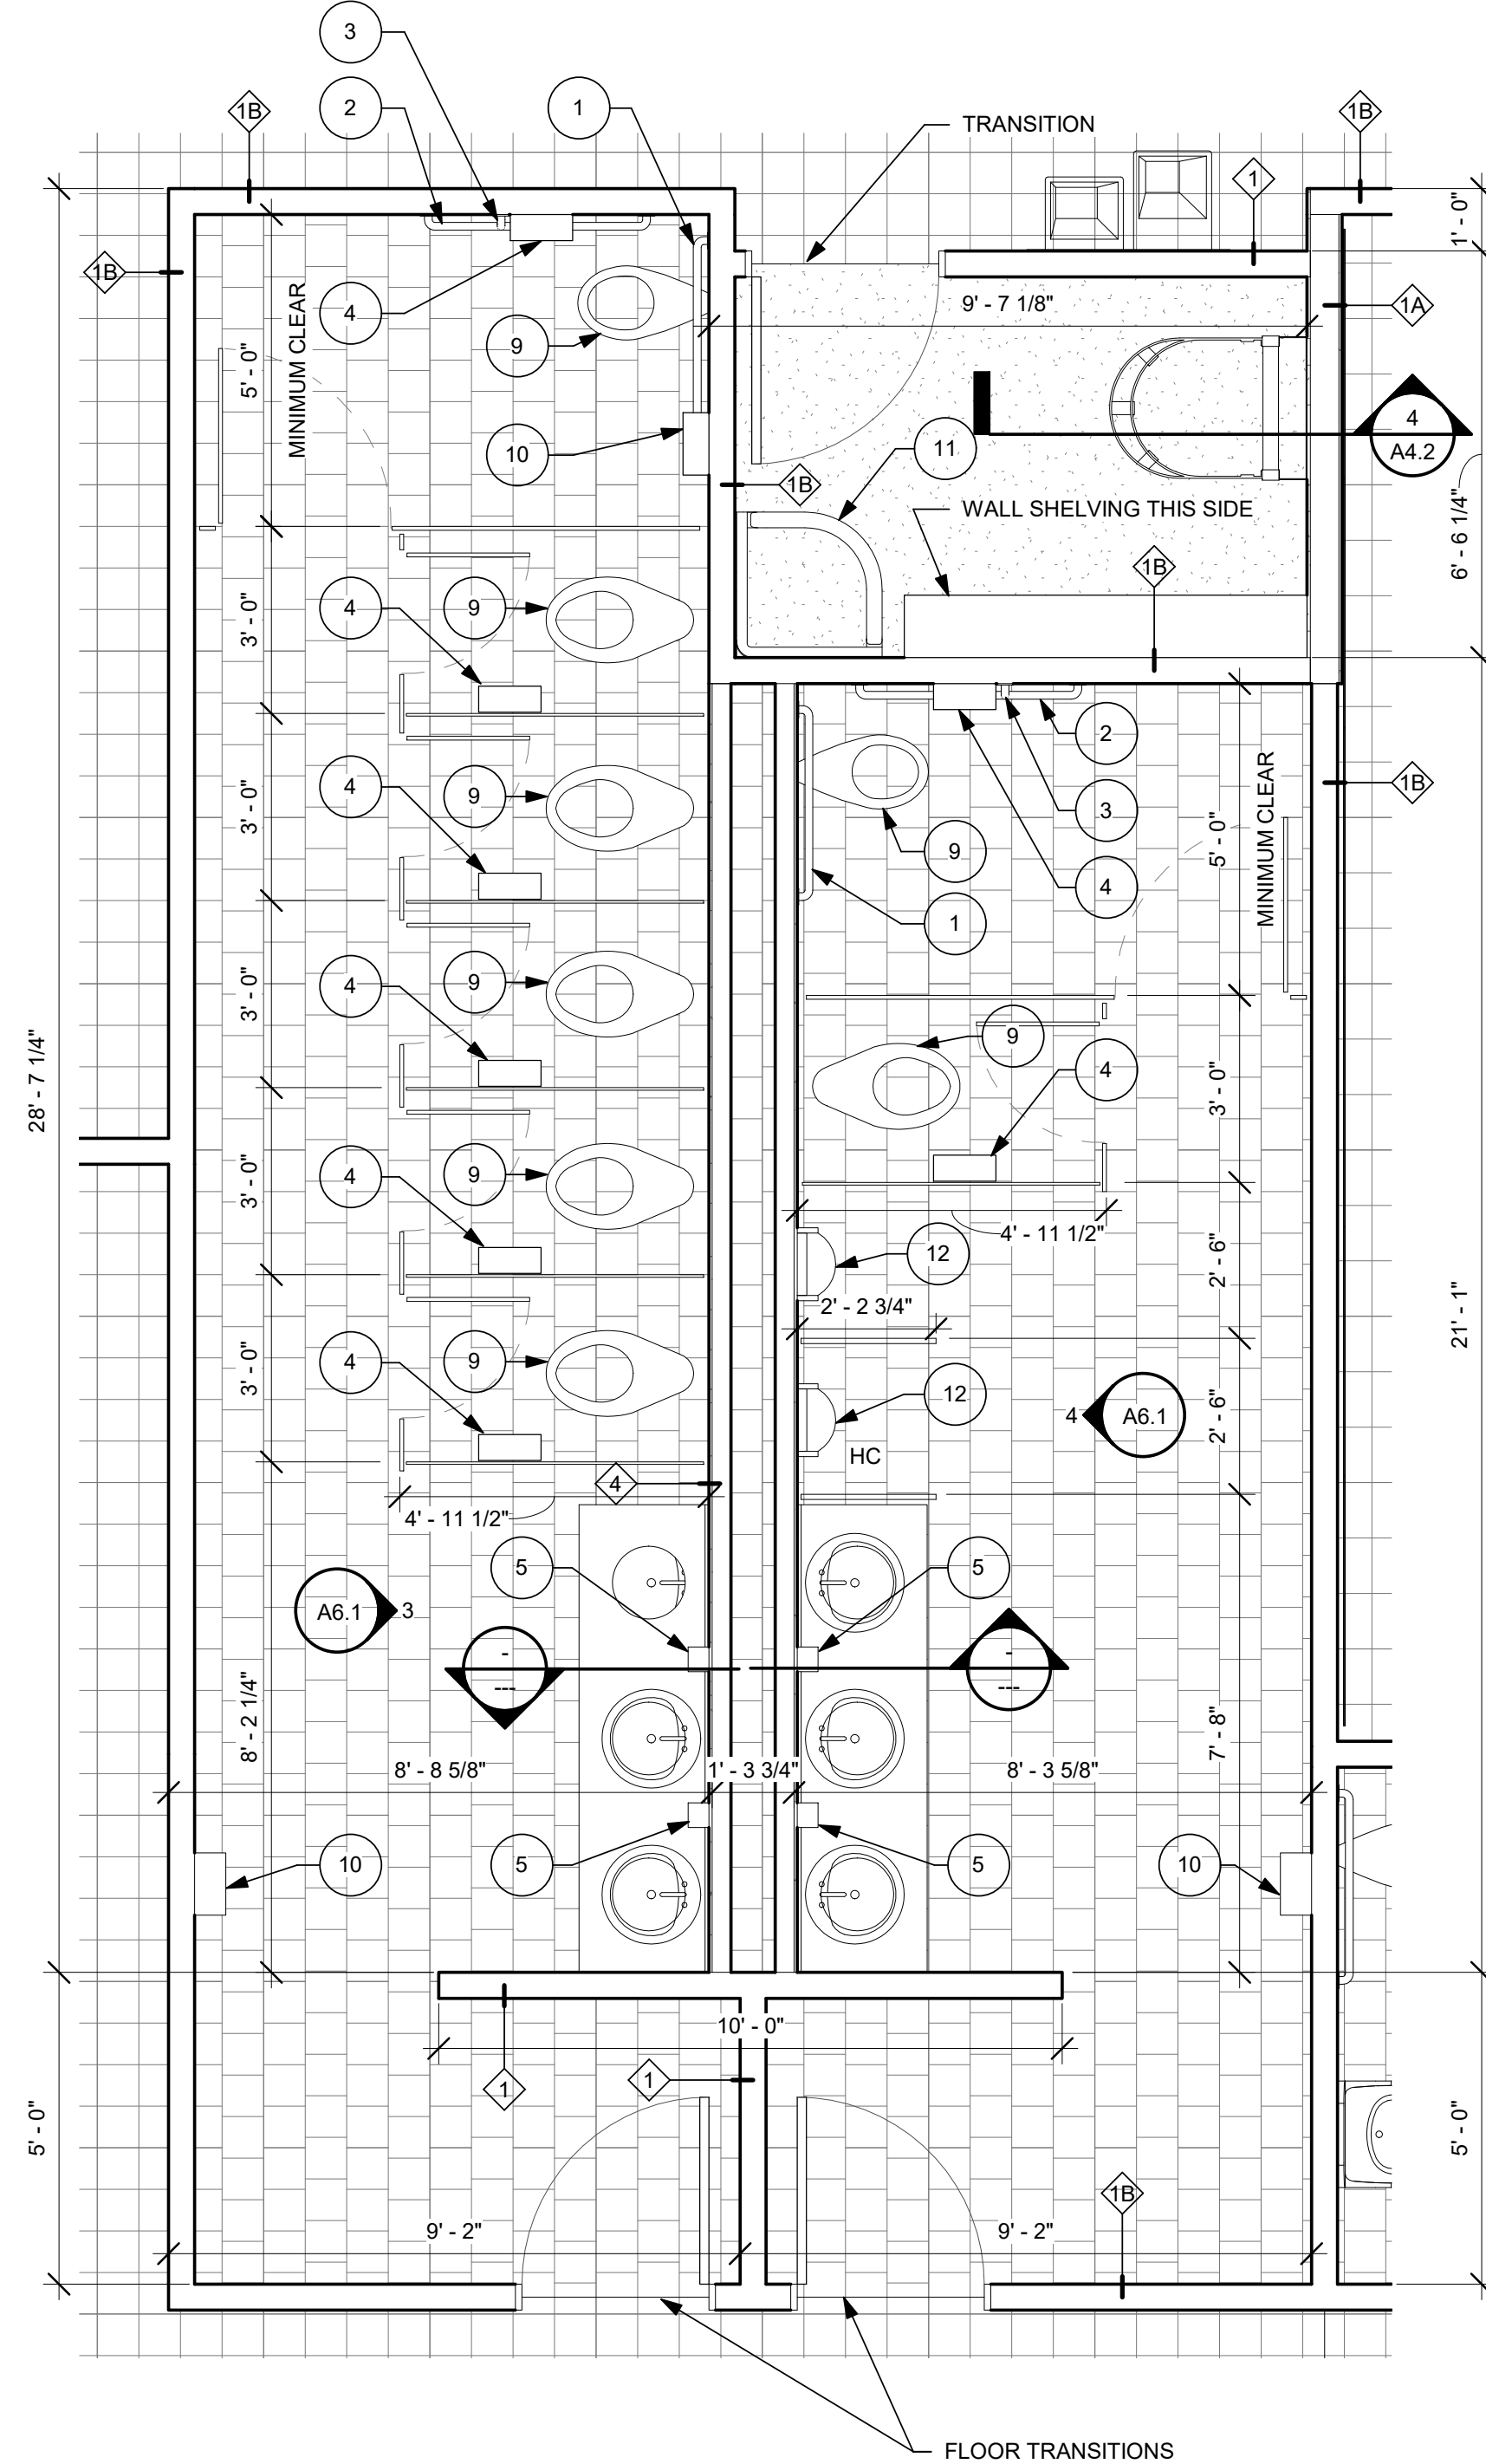 3
2
1
1B
1B
TRANSITION
1
1' - 0"
1B
4
9
5' - 0"
MINIMUM CLEAR
9' - 7 1/8"
1A
4
A4.2
10
11
1B
WALL SHELVING THIS SIDE
6' - 6 1/4"
1B
4
9
3' - 0"
2
1B
4
9
3' - 0"
3
5' - 0"
MINIMUM CLEAR
9
4
1
4
9
3' - 0"
9
4
3' - 0"
28' - 7 1/4"
4
9
3' - 0"
4' - 11 1/2"
12
2' - 6"
2' - 2 3/4"
21' - 1"
4
9
3' - 0"
12
4
A6.1
2' - 6"
HC
4
4' - 11 1/2"
5
5
A6.1
3
-
---
-
---
8' - 2 1/4"
7' - 8"
8' - 8 5/8"
1' - 3 3/4"
8' - 3 5/8"
10
5
5
10
10' - 0"
1
1
5' - 0"
5' - 0"
1B
9' - 2"
9' - 2"
FLOOR TRANSITIONS